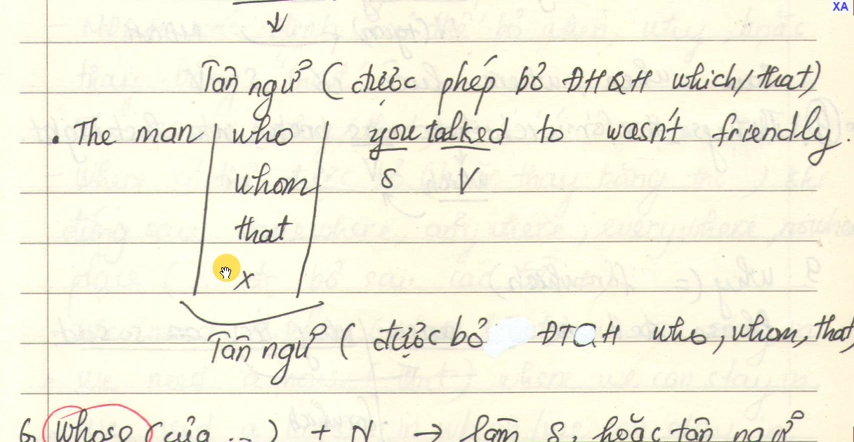 XA
Tân ngữ (được phép bỏ ĐHQH which/that)
. The man who you talked to wasn't friendly.
whom S V
that
x
Tân ngữ (được bỏ ĐTQH who, whom, that,
6. Whose (của ...) + N → làm S, hoặc tân ngữ